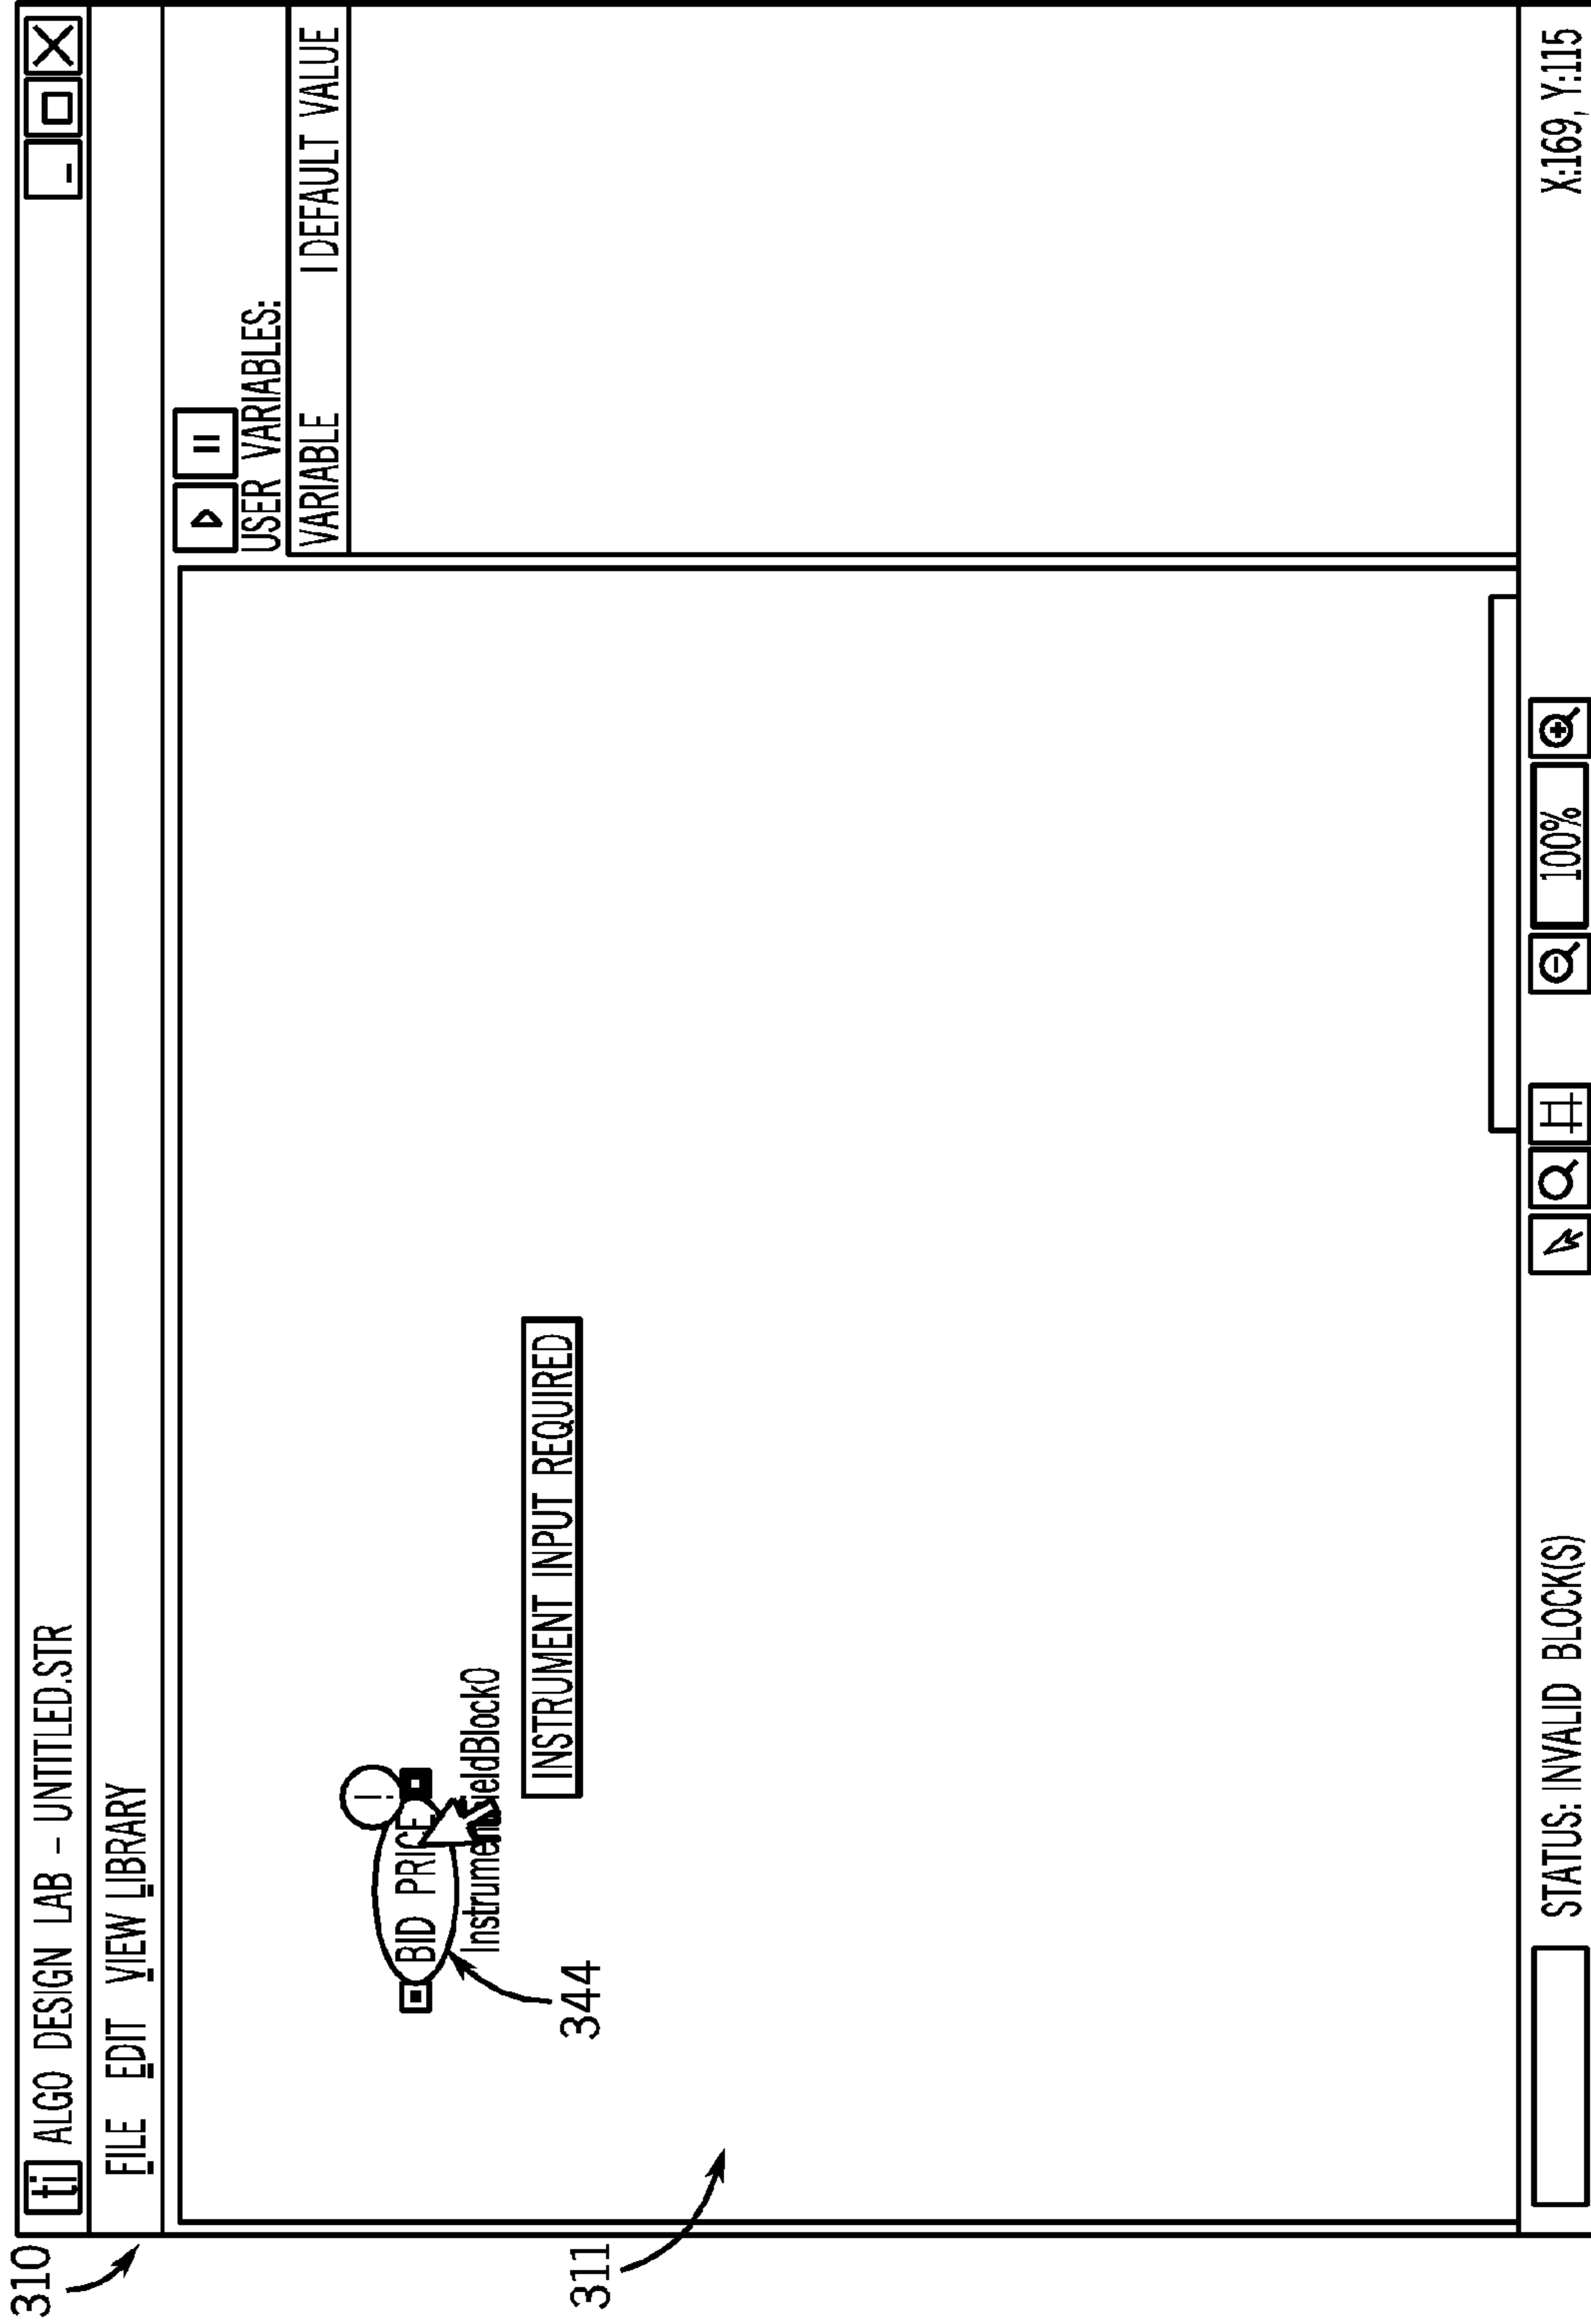 310
ti ALGO DESIGN LAB – UNTITLED.STR
FILE EDIT VIEW LIBRARY
USER VARIABLES:
VARIABLE I DEFAULT VALUE
BID PRICE
344
INSTRUMENT INPUT REQUIRED
311
STATUS: INVALID BLOCK(S)
100%
X:169, Y:115